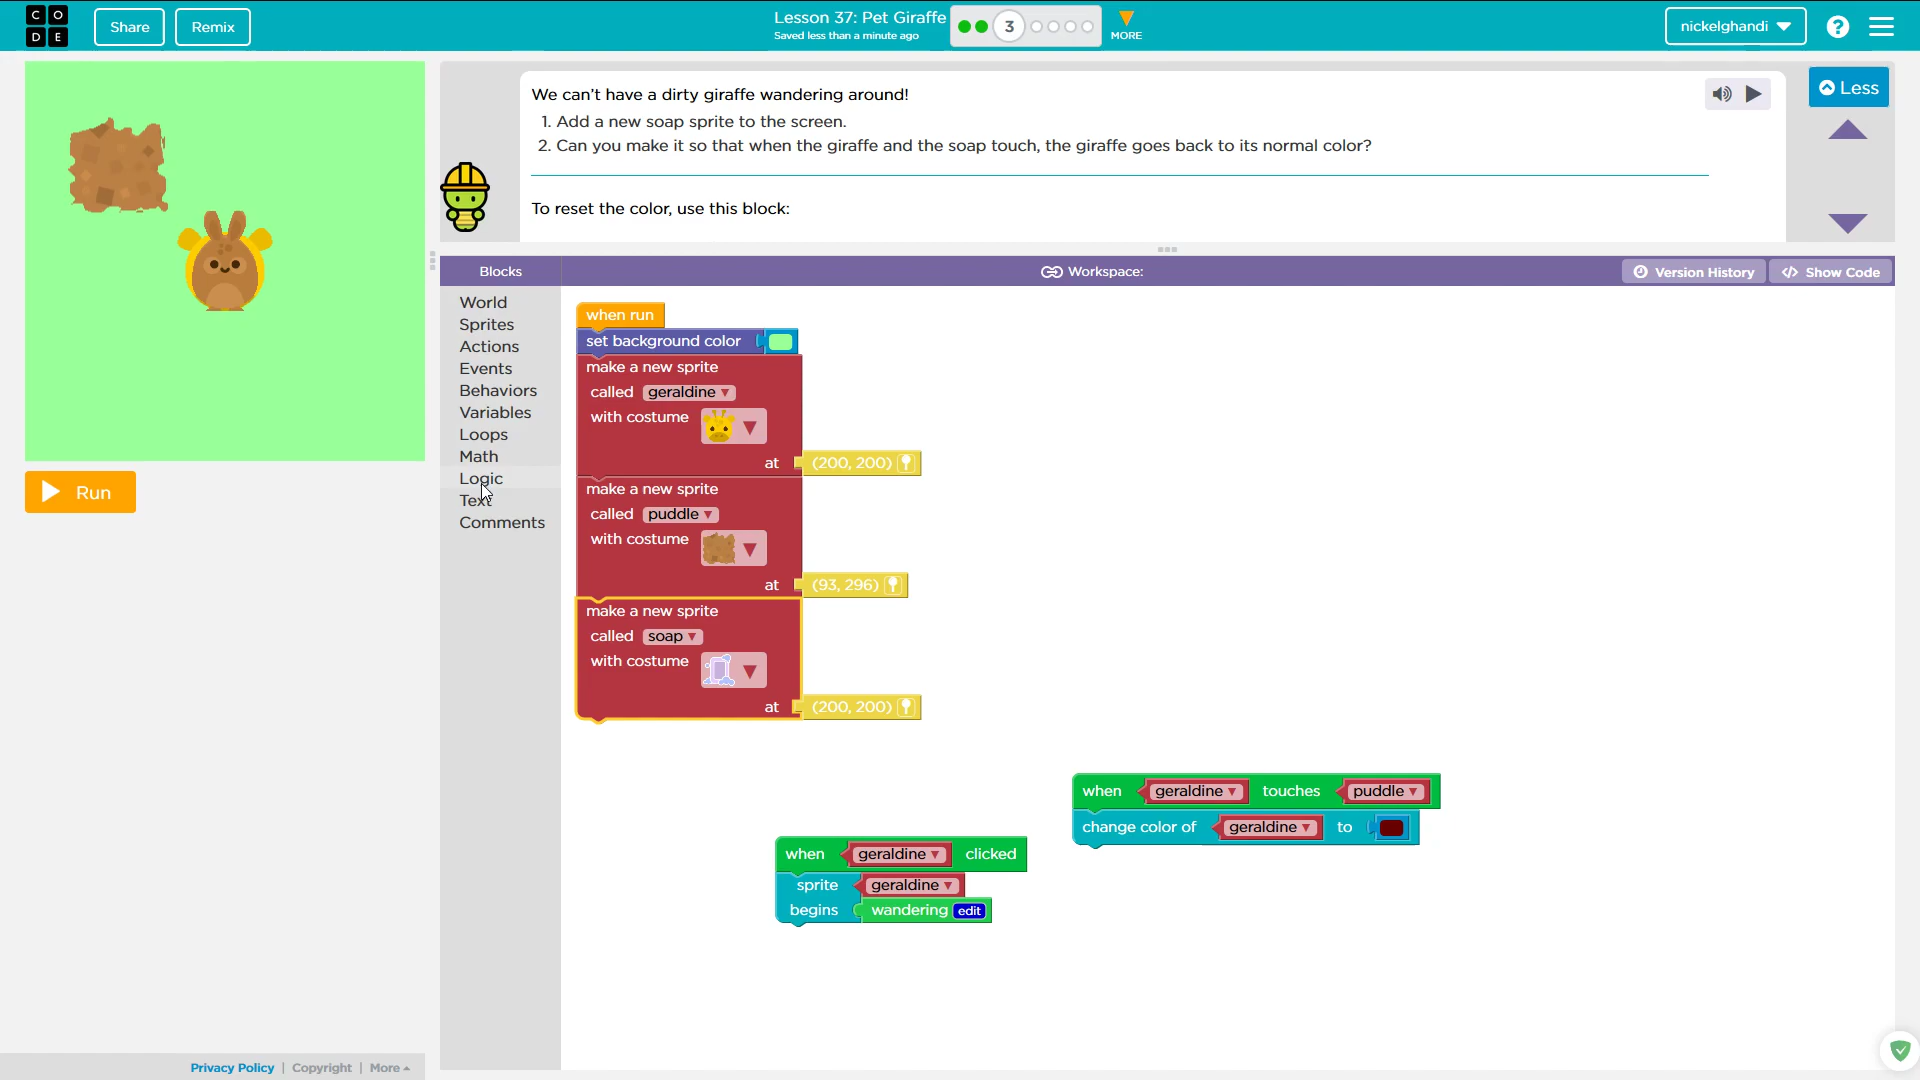 CO
DE
Share
Remix
Lesson 37: Pet Giraffe
Saved less than a minute ago
3
MORE
nickelghandi
?
We can't have a dirty giraffe wandering around!
1. Add a new soap sprite to the screen.
2. Can you make it so that when the giraffe and the soap touch, the giraffe goes back to its normal color?
To reset the color, use this block:
Less
Blocks
Workspace:
Version History
Show Code
World
Sprites
Actions
Events
Behaviors
Variables
Loops
Math
Logic
Text
Comments
Run
when run
set background color
make a new sprite
called geraldine
with costume
at (200, 200)
make a new sprite
called puddle
with costume
at (93, 296)
make a new sprite
called soap
with costume
at (200, 200)
when geraldine touches puddle
change color of geraldine to
when geraldine clicked
sprite geraldine
begins wandering edit
Privacy Policy | Copyright | More